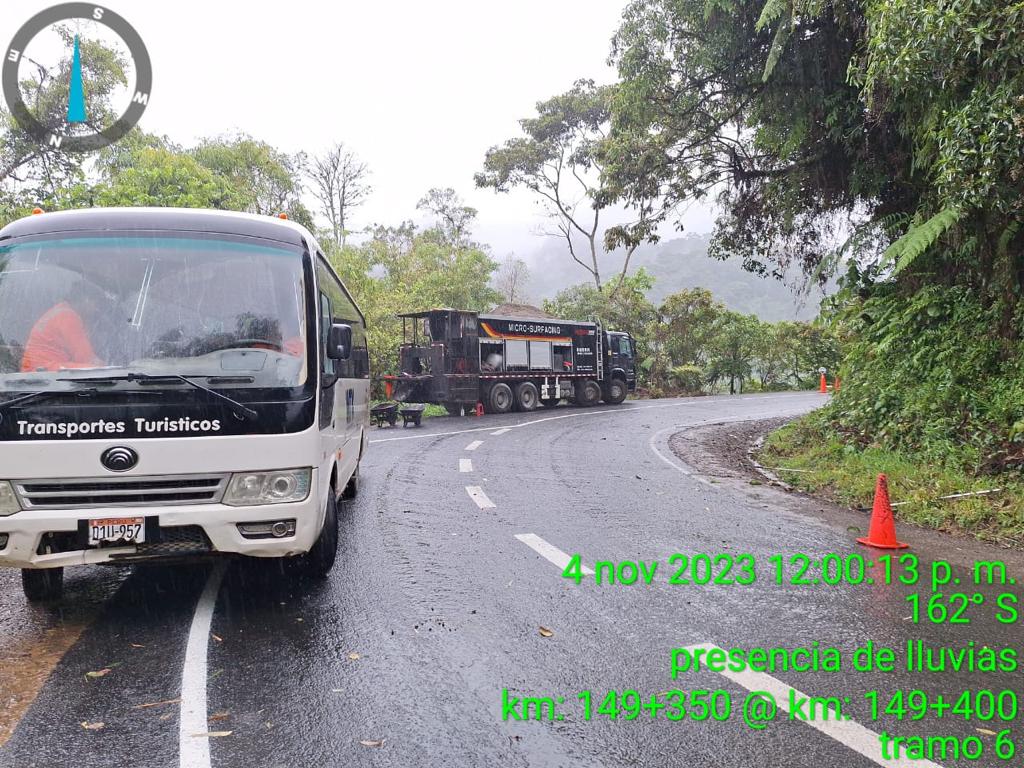 S
E
W
N
MICRO-SURFACING
Transportes Turisticos
PERU
D1U-957
4 nov 2023 12:00:13 p. m.
162° S
presencia de lluvias
km: 149+350 @ km: 149+400
tramo 6